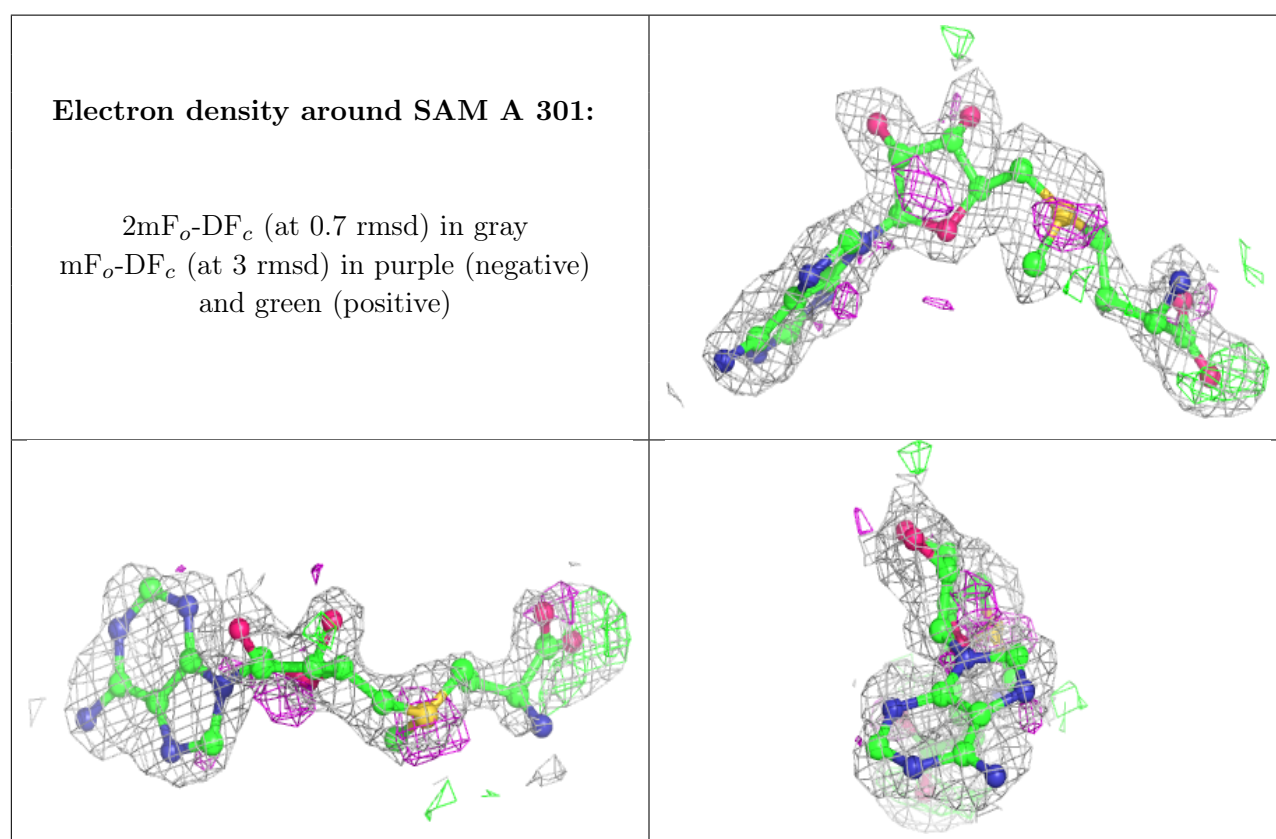 Electron density around SAM A 301:
2mFₒ-DF𝒸 (at 0.7 rmsd) in gray
mFₒ-DF𝒸 (at 3 rmsd) in purple (negative)
and green (positive)